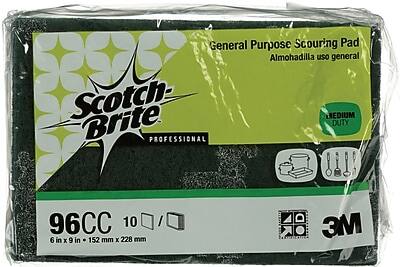 General Purpose Scouring Pad
Almohadilla uso general
Scotch-
Brite
PROFESSIONAL
MEDIUM
DUTY
96CC 10 /
6 in x 9 in • 152 mm x 228 mm
3M